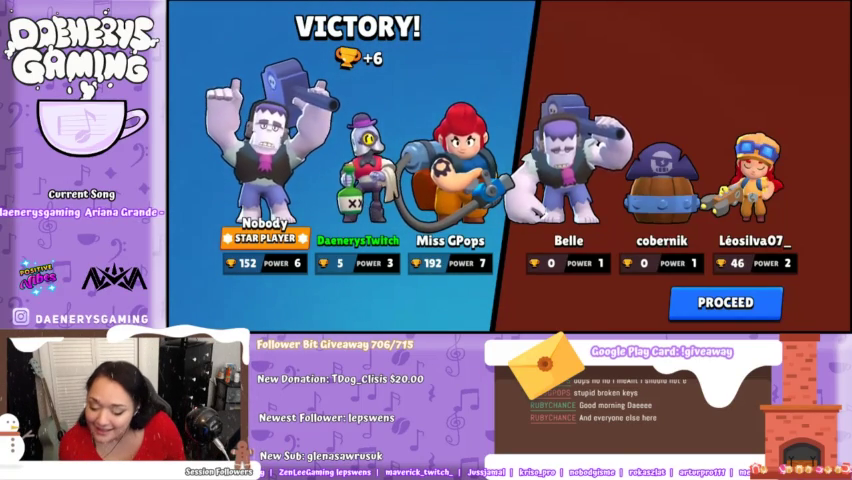 DAENERYS
GAMING
Current Song
daenerysgaming Ariana Grande -
POSITIVE
Vibes
DAENERYSGAMING
VICTORY!
+6
Nobody
STAR PLAYER
152 POWER 6
DaenerysTwitch
5 POWER 3
Miss GPops
192 POWER 7
Belle
0 POWER 1
cobernik
0 POWER 1
Léosilva07_
46 POWER 2
PROCEED
Follower Bit Giveaway 706/715
New Donation: TDog_Clisis $20.00
Newest Follower: lepswens
New Sub: glenasawrusuk
Google Play Card: !giveaway
stupid broken keys
RUBYCHANCE Good morning Daeeee
RUBYCHANCE And everyone else here
Session Followers
| ZenLeeGaming lepswens | maverick_twitch_ | Jussjamal | kriso_pro | nobodyisme | rokaszlut | arturpro111 | me